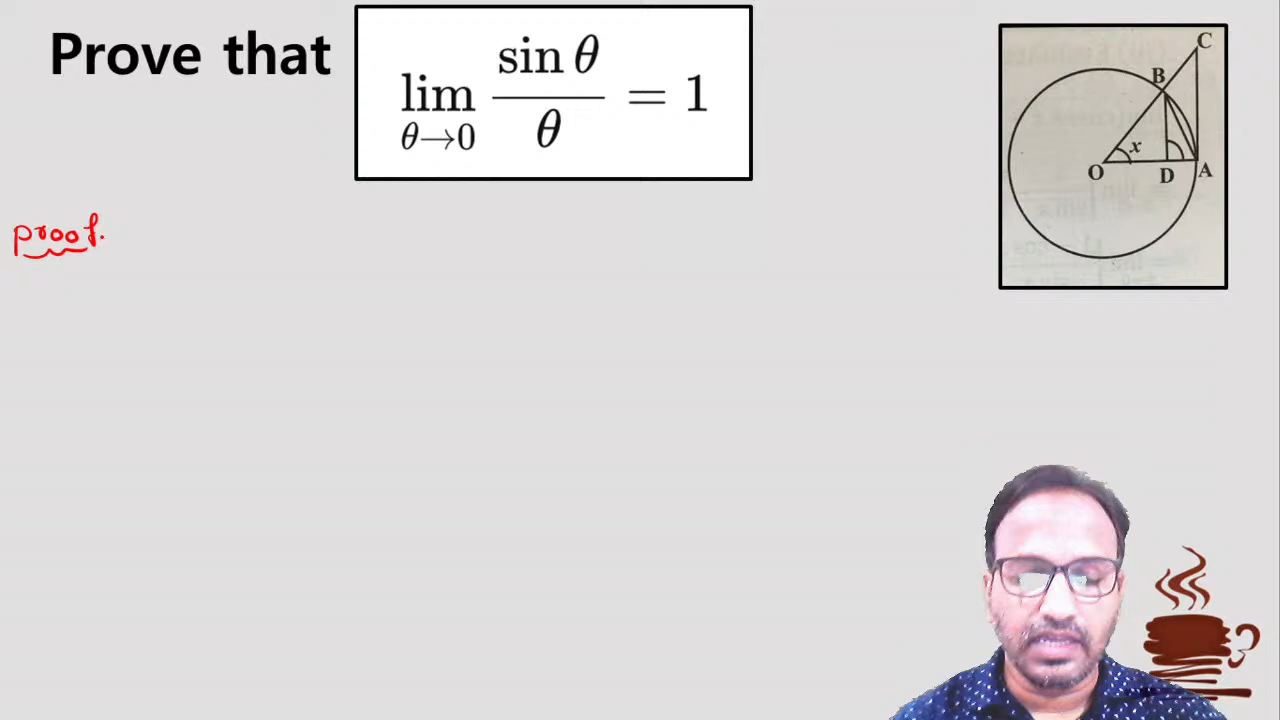 Prove that
lim θ→0 sin θ / θ = 1
proof.
C
B
x
O
D
A